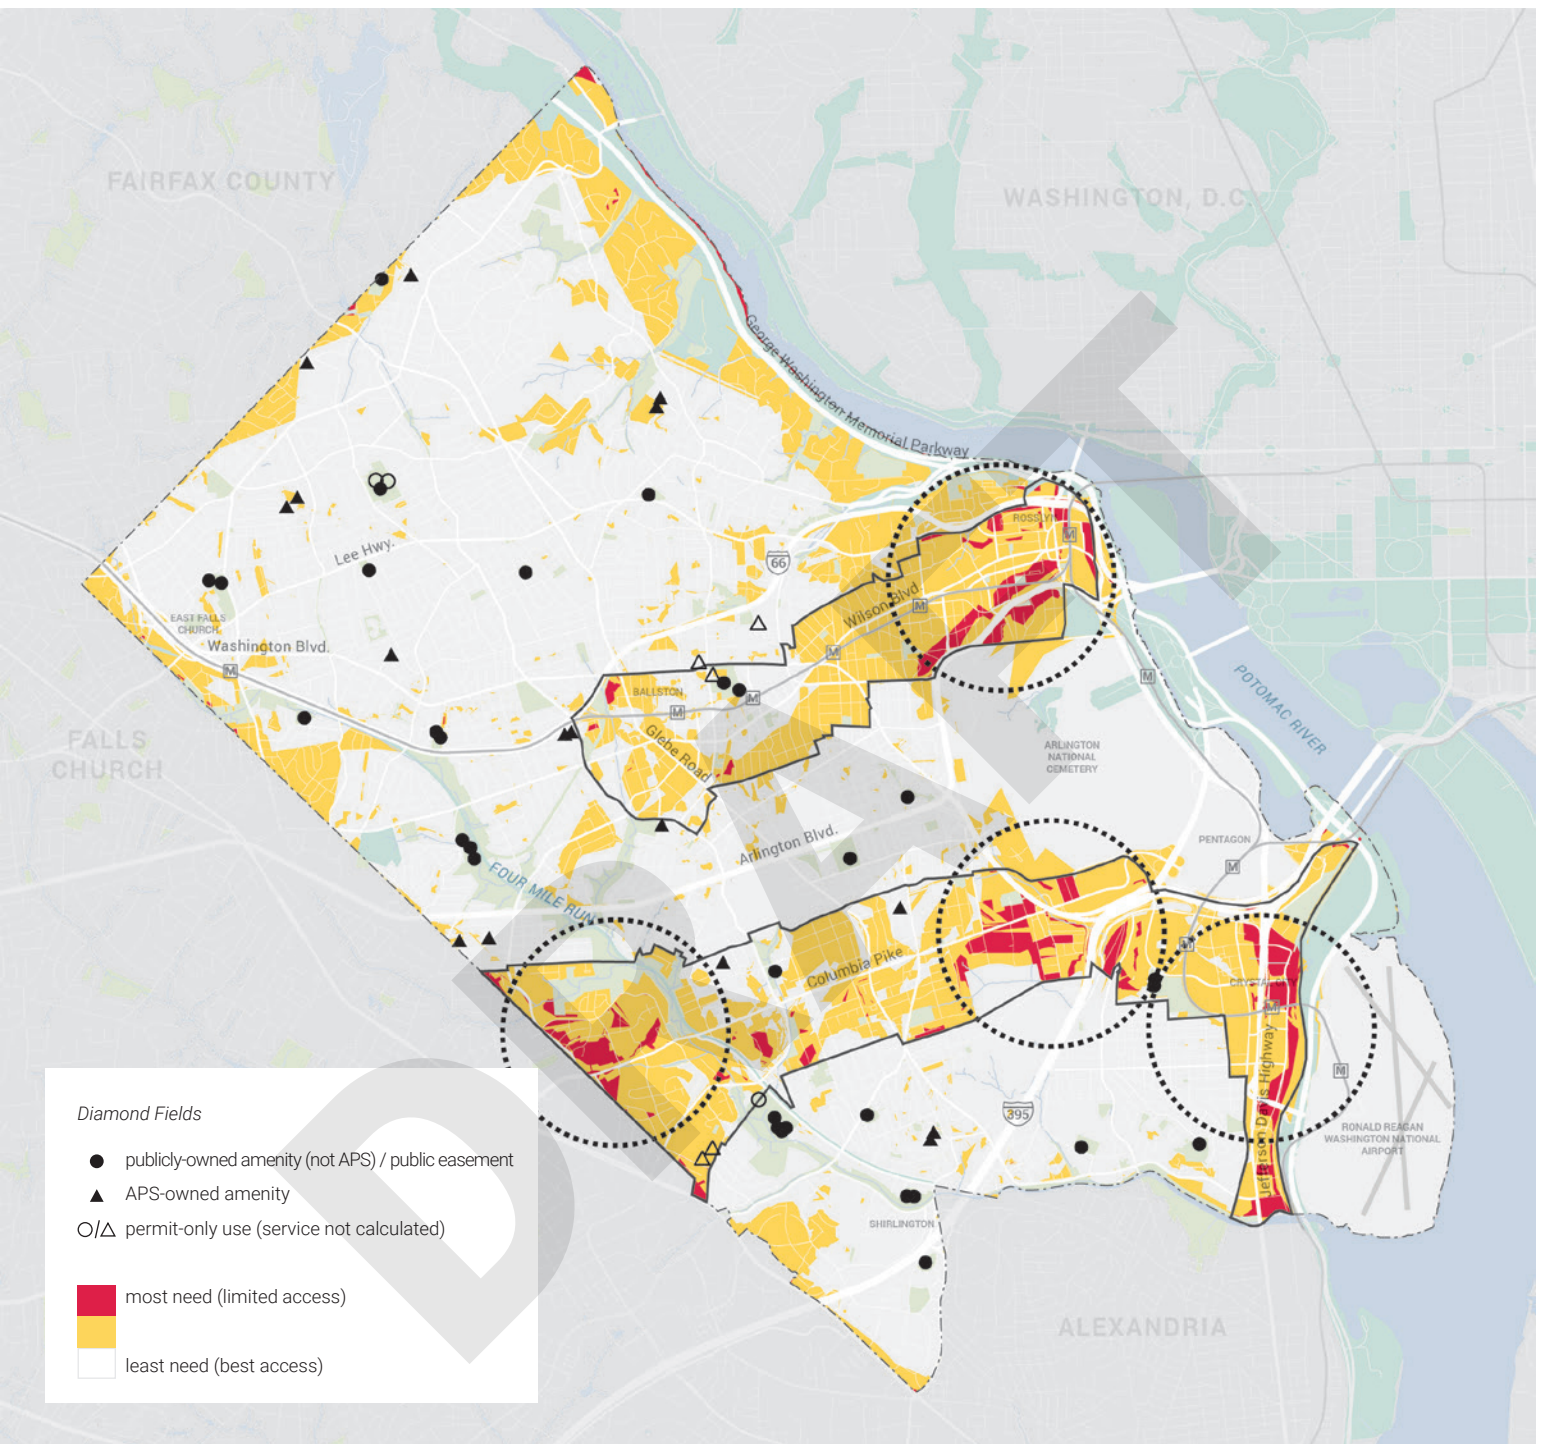 FAIRFAX COUNTY
WASHINGTON, D.C.
George Washington Memorial Parkway
ROSSLYN
M
66
Lee Hwy.
Wilson Blvd.
M
EAST FALLS
CHURCH
Washington Blvd.
M
M
M
BALLSTON
M
M
POTOMAC RIVER
FALLS
CHURCH
Glebe Road
ARLINGTON
NATIONAL
CEMETERY
Arlington Blvd.
PENTAGON
M
FOUR MILE RUN
Columbia Pike
M
CRYSTAL CITY
M
Jefferson Davis Highway
M
395
RONALD REAGAN
WASHINGTON NATIONAL
AIRPORT
SHIRLINGTON
ALEXANDRIA
DRAFT
Diamond Fields
publicly-owned amenity (not APS) / public easement
APS-owned amenity
/ permit-only use (service not calculated)
most need (limited access)
least need (best access)